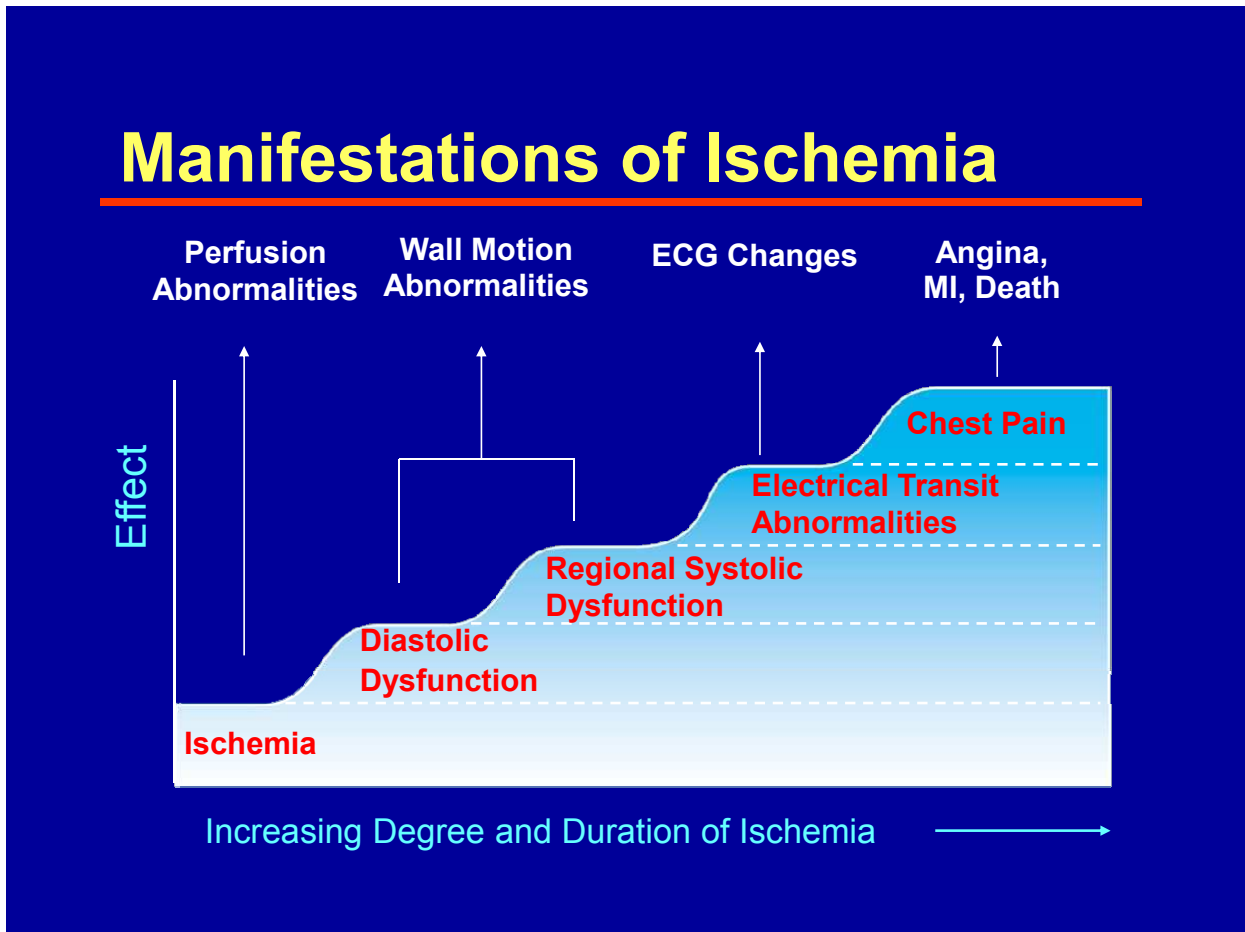 Manifestations of Ischemia
Perfusion
Abnormalities
Wall Motion
Abnormalities
ECG Changes
Angina,
MI, Death
Effect
Chest Pain
Electrical Transit
Abnormalities
Regional Systolic
Dysfunction
Diastolic
Dysfunction
Ischemia
Increasing Degree and Duration of Ischemia